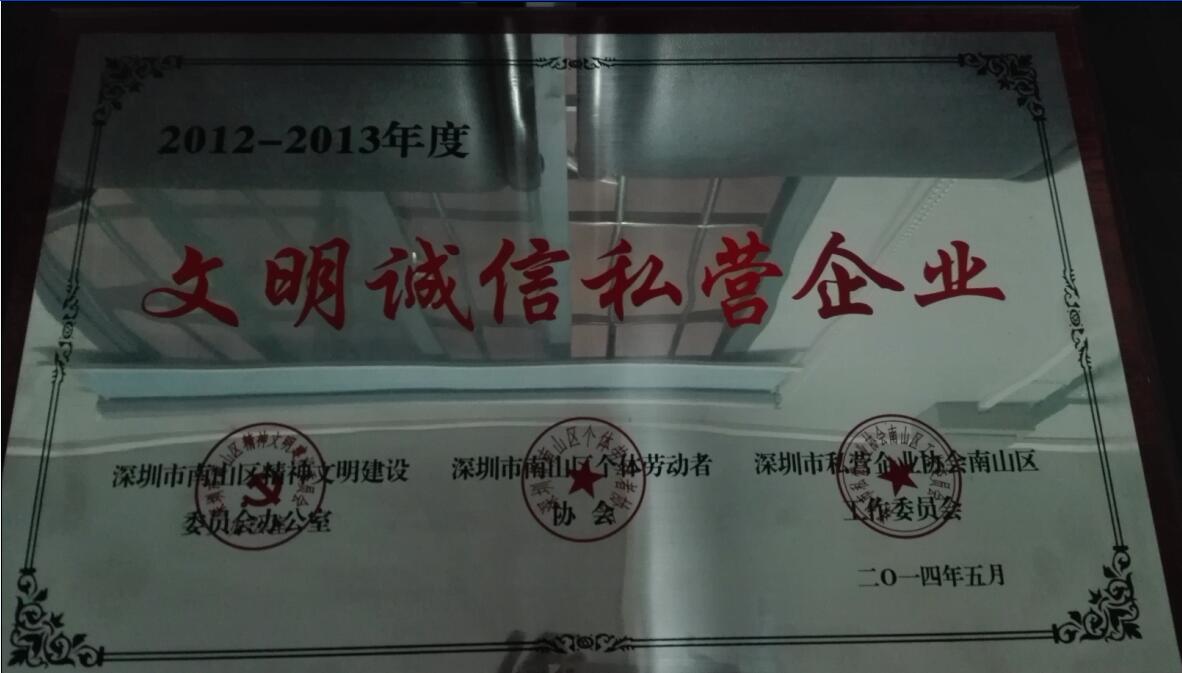 2012-2013年度
文明诚信私营企业
深圳市南山区精神文明建设
委员会办公室
深圳市南山区个体劳动者
协会
深圳市私营企业协会南山区
工作委员会
二〇一四年五月